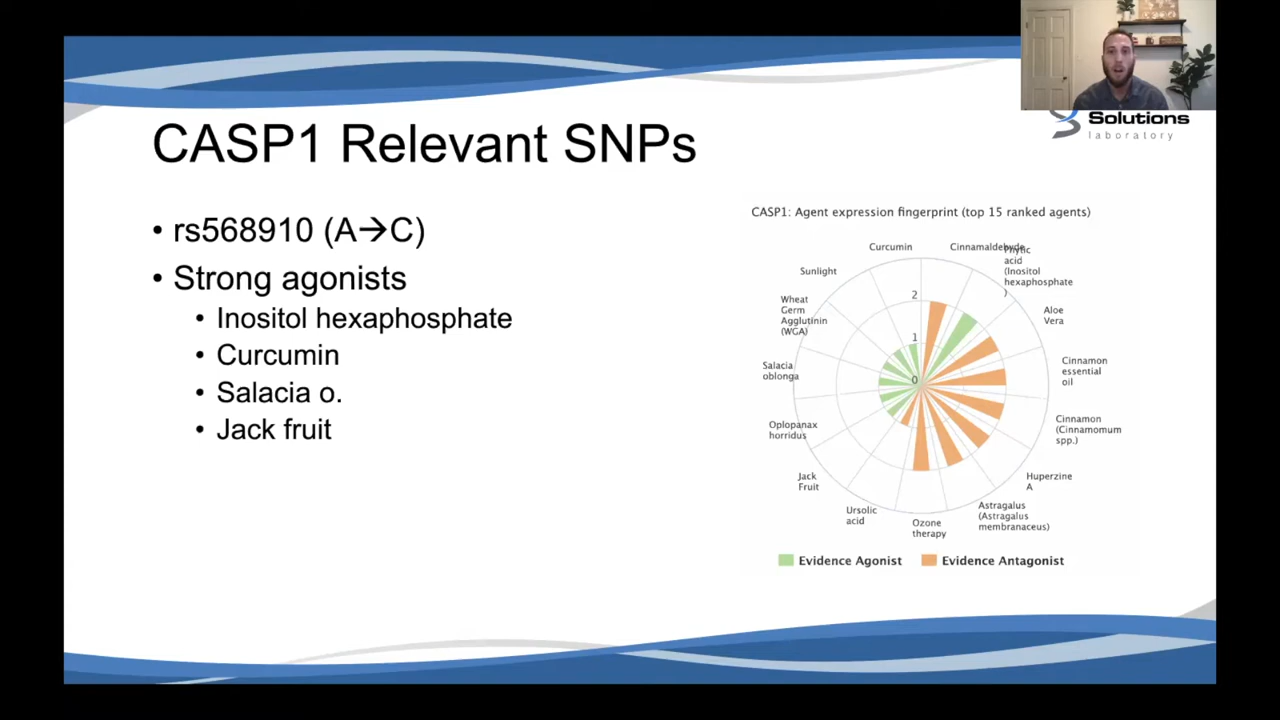 Solutions
laboratory
CASP1 Relevant SNPs
• rs568910 (A→C)
• Strong agonists
• Inositol hexaphosphate
• Curcumin
• Salacia o.
• Jack fruit
CASP1: Agent expression fingerprint (top 15 ranked agents)
Curcumin
Cinnamaldehyde
Phytic
acid
(Inositol
hexaphosphate
)
Aloe
Vera
Cinnamon
essential
oil
Cinnamon
(Cinnamomum
spp.)
Huperzine
A
Astragalus
(Astragalus
membranaceus)
Ozone
therapy
Ursolic
acid
Jack
Fruit
Oplopanax
horridus
Salacia
oblonga
Wheat
Germ
Agglutinin
(WGA)
Sunlight
2
1
0
Evidence Agonist
Evidence Antagonist